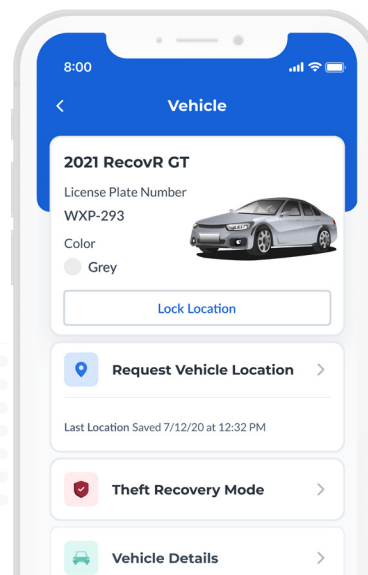 8:00
Vehicle
2021 RecovR GT
License Plate Number
WXP-293
Color
Grey
Lock Location
Request Vehicle Location
Last Location Saved 7/12/20 at 12:32 PM
Theft Recovery Mode
Vehicle Details